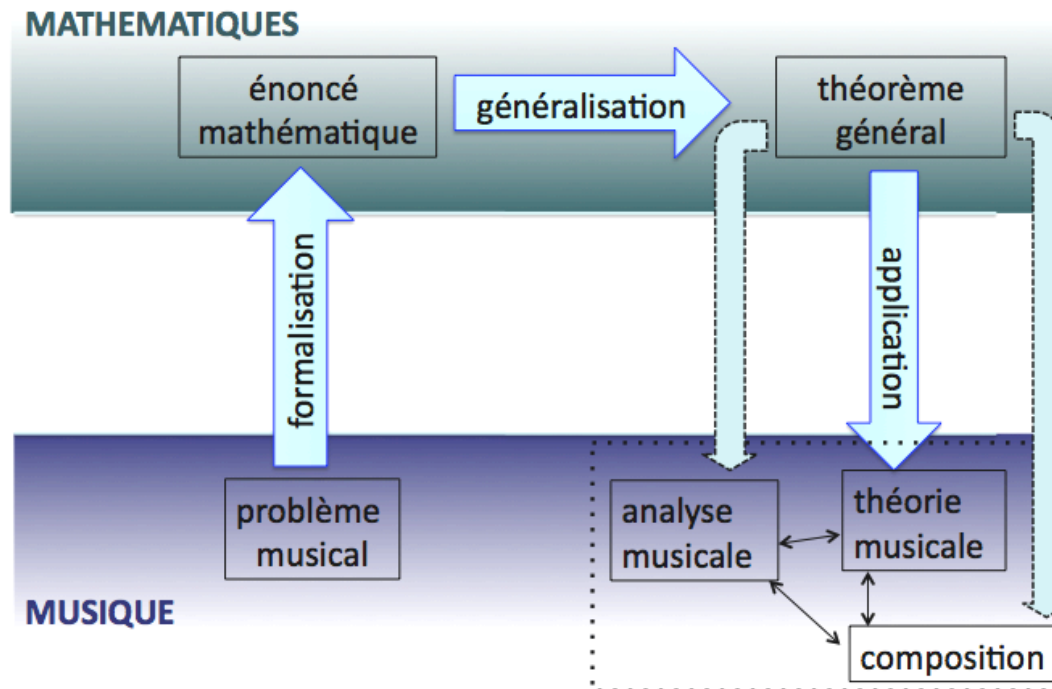 MATHEMATIQUES
énoncé
mathématique
généralisation
théorème
général
formalisation
application
problème
musical
analyse
musicale
théorie
musicale
MUSIQUE
composition